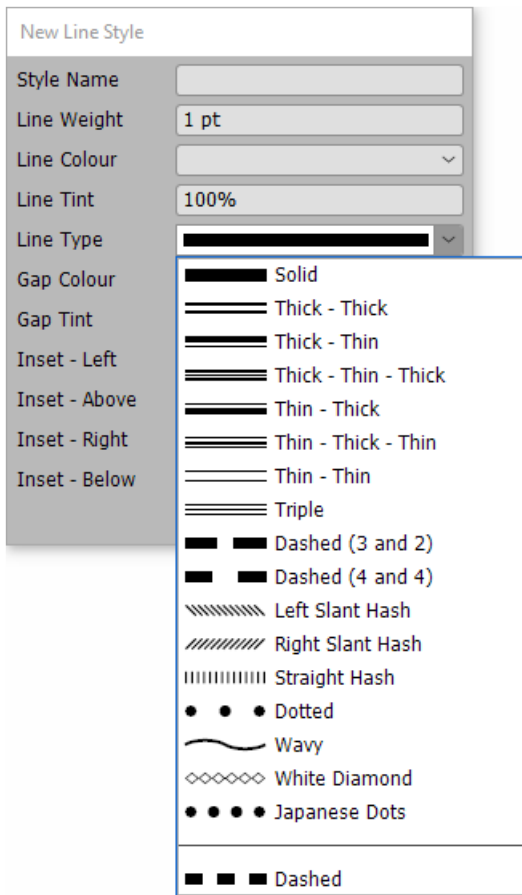 New Line Style
Style Name
Line Weight 1 pt
Line Colour
Line Tint 100%
Line Type
Gap Colour
Gap Tint
Inset - Left
Inset - Above
Inset - Right
Inset - Below
Solid
Thick - Thick
Thick - Thin
Thick - Thin - Thick
Thin - Thick
Thin - Thick - Thin
Thin - Thin
Triple
Dashed (3 and 2)
Dashed (4 and 4)
Left Slant Hash
Right Slant Hash
Straight Hash
Dotted
Wavy
White Diamond
Japanese Dots
Dashed